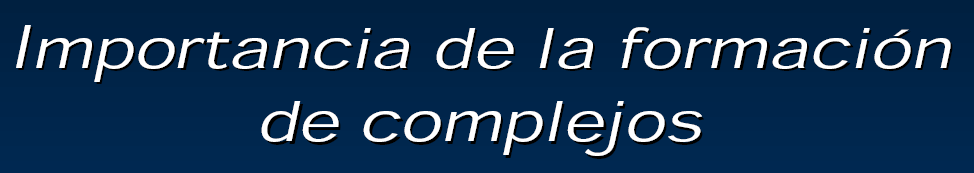 Importancia de la formación
de complejos